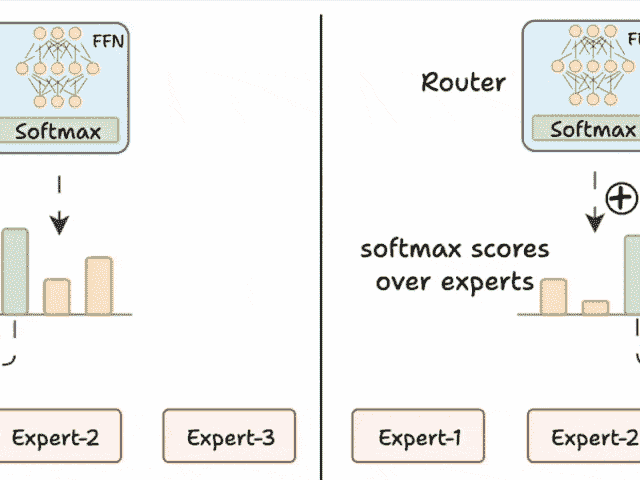 FFN
Softmax
Expert-2
Expert-3
Router
Softmax
softmax scores
over experts
Expert-1
Expert-2